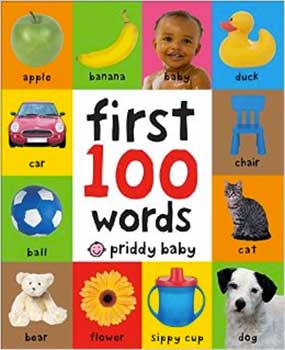 apple banana baby duck
first
car chair
100
words
ball cat
priddy baby
bear flower sippy cup dog